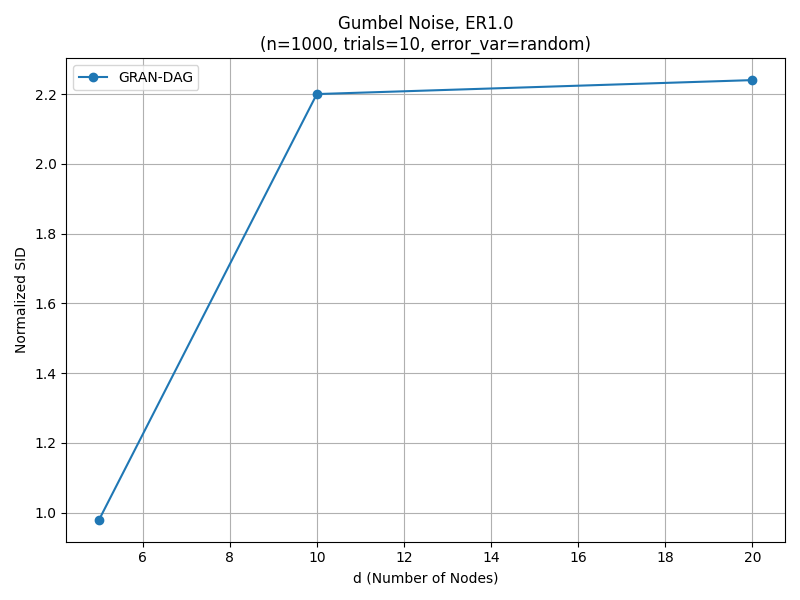 Gumbel Noise, ER1.0
(n=1000, trials=10, error_var=random)
GRAN-DAG
Normalized SID
2.2
2.0
1.8
1.6
1.4
1.2
1.0
6 8 10 12 14 16 18 20
d (Number of Nodes)